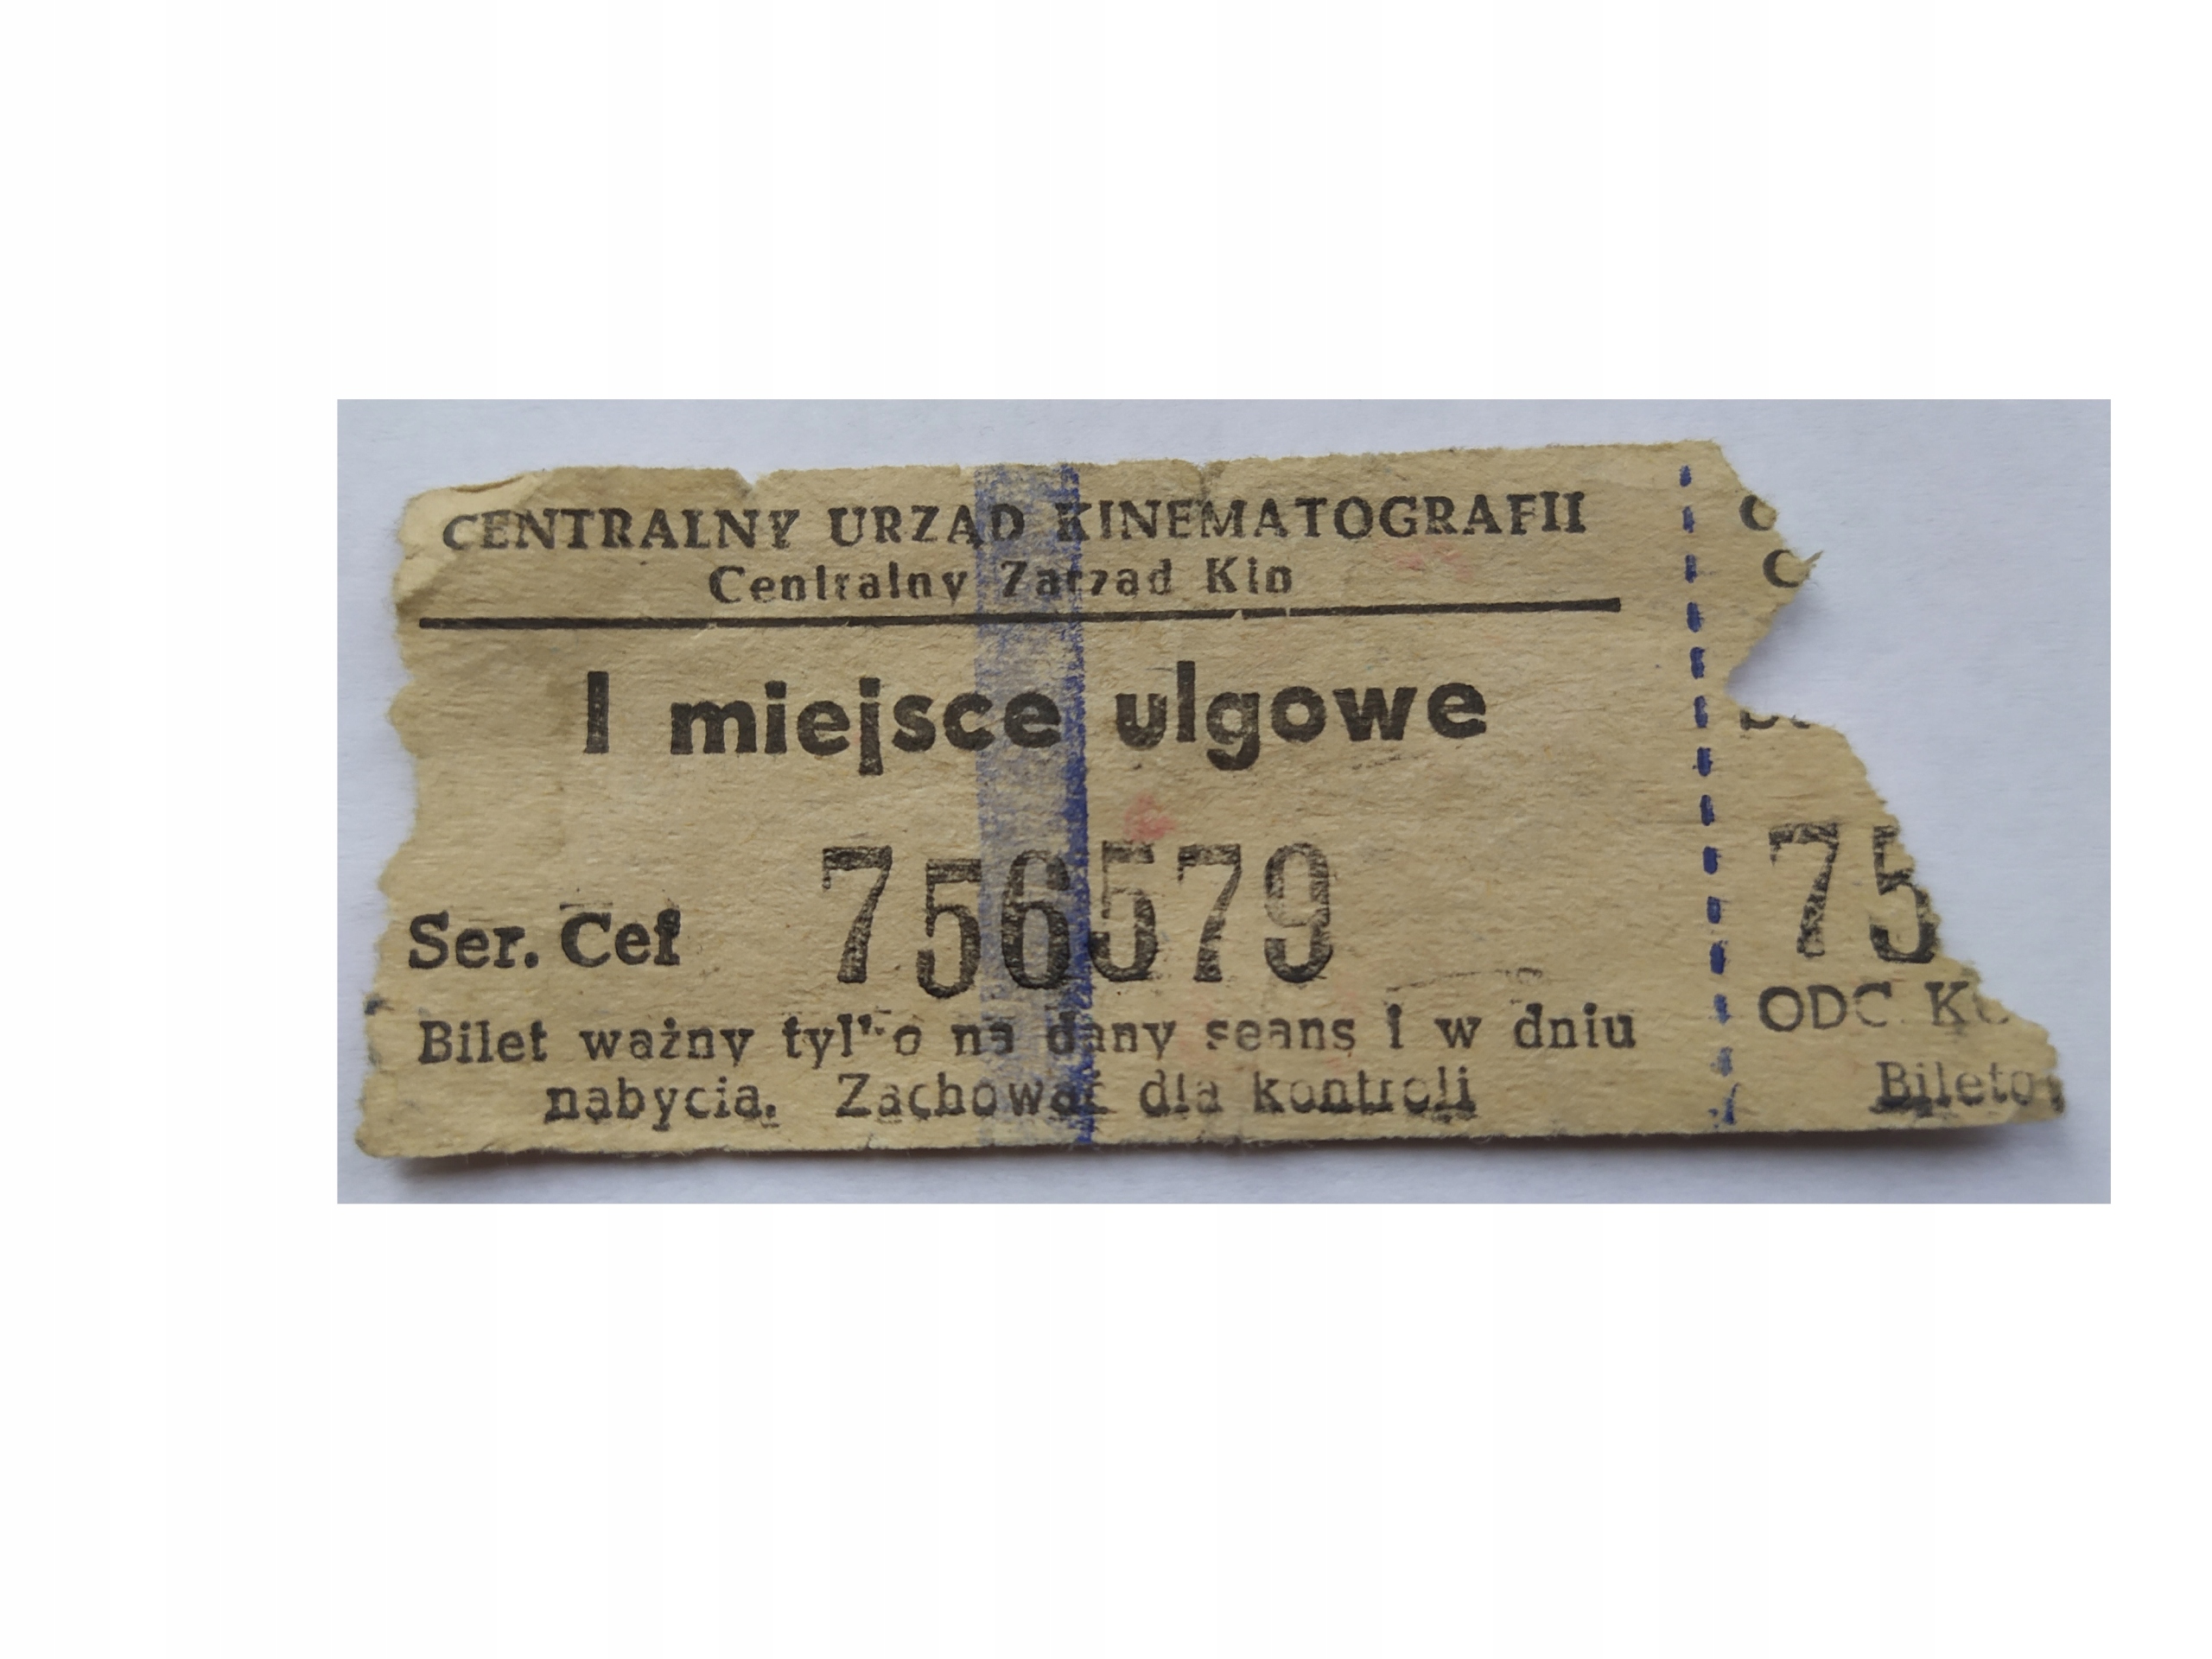 CENTRALNY URZĄD KINEMATOGRAFII
Centralny Zarząd Kin
I miejsce ulgowe
Ser. Cef 756579
Bilet ważny tylko na dany seans i w dniu
nabycia. Zachować dla kontroli
75
ODC